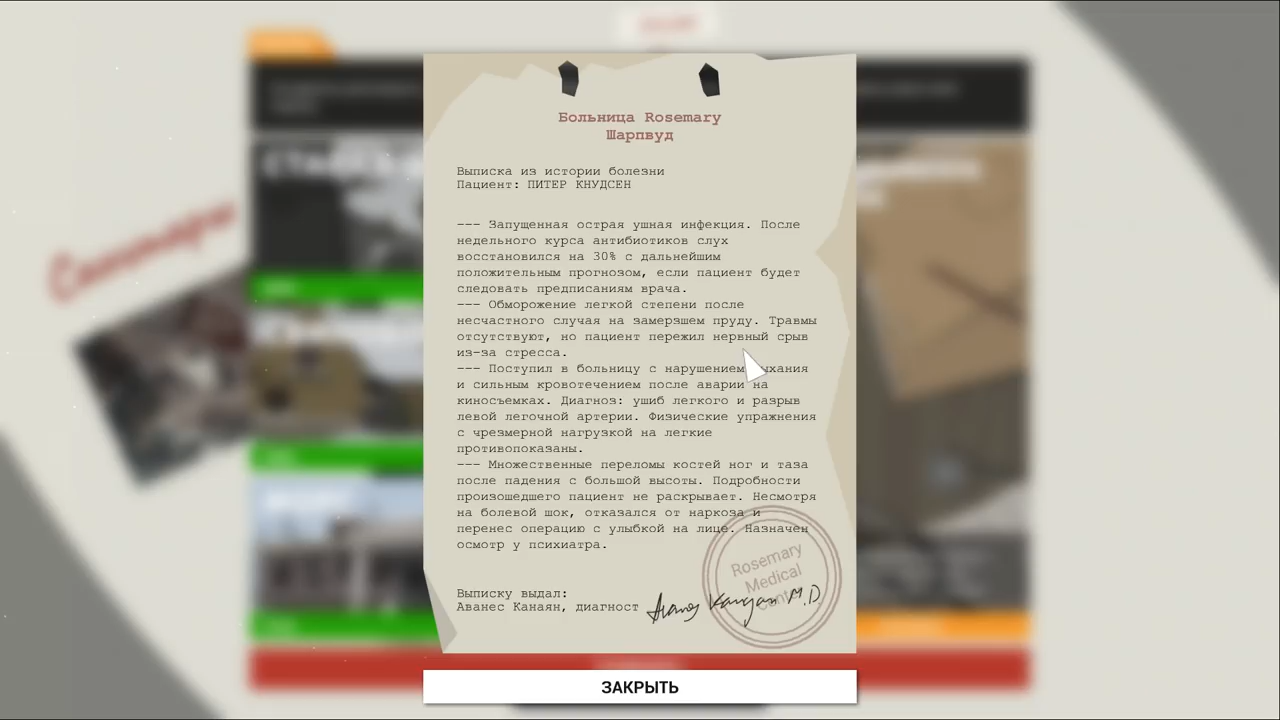 Больница Rosemary
Шарпвуд
Выписка из истории болезни
Пациент: ПИТЕР КНУДСЕН
--- Запущенная острая ушная инфекция. После
недельного курса антибиотиков слух
восстановился на 30% с дальнейшим
положительным прогнозом, если пациент будет
следовать предписаниям врача.
--- Обморожение легкой степени после
несчастного случая на замерзшем пруду. Травмы
отсутствуют, но пациент пережил нервный срыв
из-за стресса.
--- Поступил в больницу с нарушением
и сильным кровотечением после аварии на
киносъемках. Диагноз: ушиб легкого и разрыв
левой легочной артерии. Физические упражнения
с чрезмерной нагрузкой на легкие
противопоказаны.
--- Множественные переломы костей ног и таза
после падения с большой высоты. Подробности
произошедшего пациент не раскрывает. Несмотря
на болевой шок, отказался от наркоза и
перенес операцию с улыбкой на лице. Назначен
осмотр у психиатра.
Rosemary
Medical
Выписку выдал:
Аванес Канаян, диагност
M.D.
ЗАКРЫТЬ